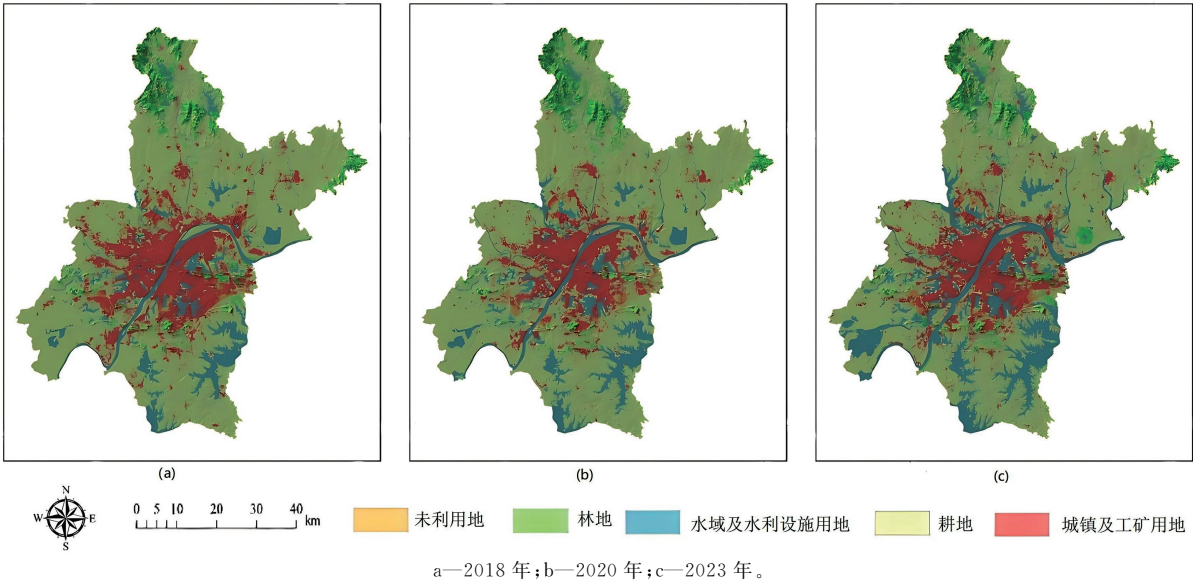 (a)
(b)
(c)
N
W E
S
0 5 10 20 30 40 km
未利用地 林地 水域及水利设施用地 耕地 城镇及工矿用地
a—2018 年;b—2020 年;c—2023 年。